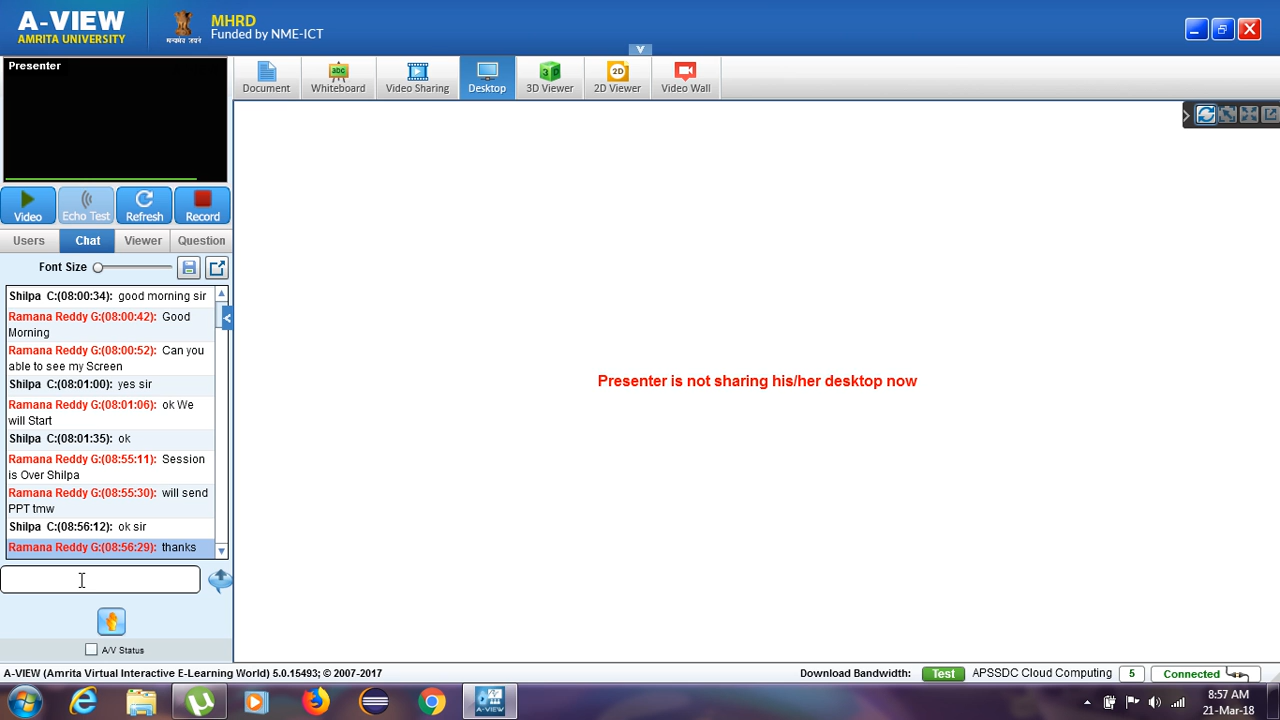 A-VIEW
AMRITA UNIVERSITY
सत्यमेव जयते
MHRD
Funded by NME-ICT
Presenter
Document
Whiteboard
Video Sharing
Desktop
3D Viewer
2D Viewer
Video Wall
abc
3D
2D
Video
Echo Test
Refresh
Record
Users
Chat
Viewer
Question
Font Size
Shilpa C:(08:00:34): good morning sir
Ramana Reddy G:(08:00:42): Good
Morning
Ramana Reddy G:(08:00:52): Can you
able to see my Screen
Shilpa C:(08:01:00): yes sir
Ramana Reddy G:(08:01:06): ok We
will Start
Shilpa C:(08:01:35): ok
Ramana Reddy G:(08:55:11): Session
is Over Shilpa
Ramana Reddy G:(08:55:30): will send
PPT tmw
Shilpa C:(08:56:12): ok sir
Ramana Reddy G:(08:56:29): thanks
Presenter is not sharing his/her desktop now
A/V Status
A-VIEW (Amrita Virtual Interactive E-Learning World) 5.0.15493; © 2007-2017
Download Bandwidth: Test APSSDC Cloud Computing 5 Connected
A-VIEW
8:57 AM
21-Mar-18